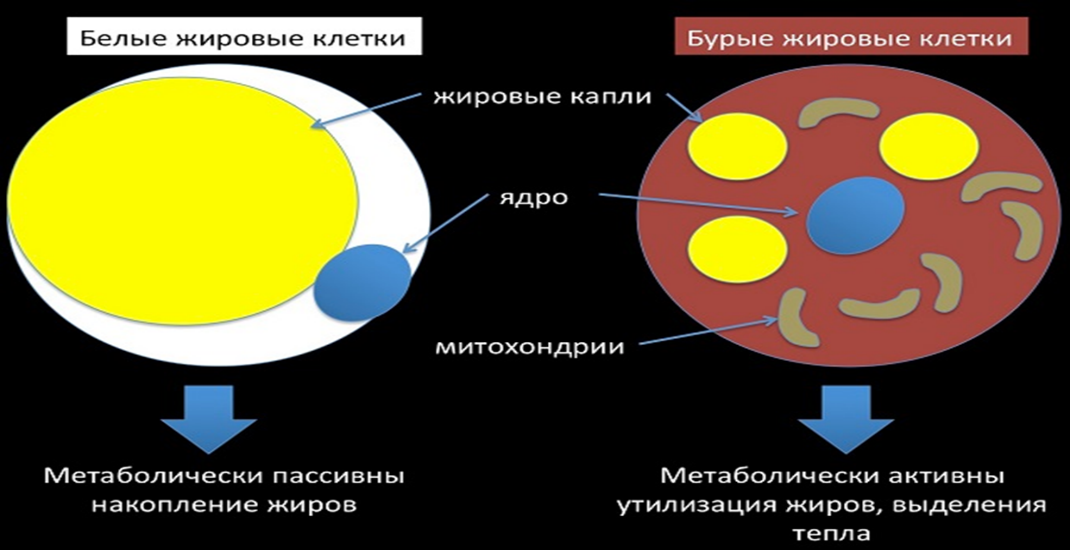 Белые жировые клетки
Бурые жировые клетки
жировые капли
ядро
митохондрии
Метаболически пассивны
накопление жиров
Метаболически активны
утилизация жиров, выделения
тепла